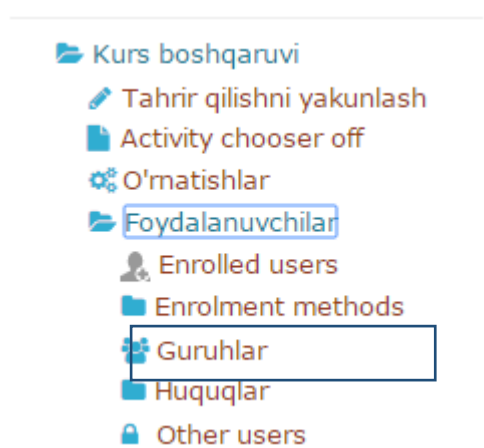 Kurs boshqaruvi
Tahrir qilishni yakunlash
Activity chooser off
O'rnatishlar
Foydalanuvchilar
Enrolled users
Enrolment methods
Guruhlar
Huquqlar
Other users